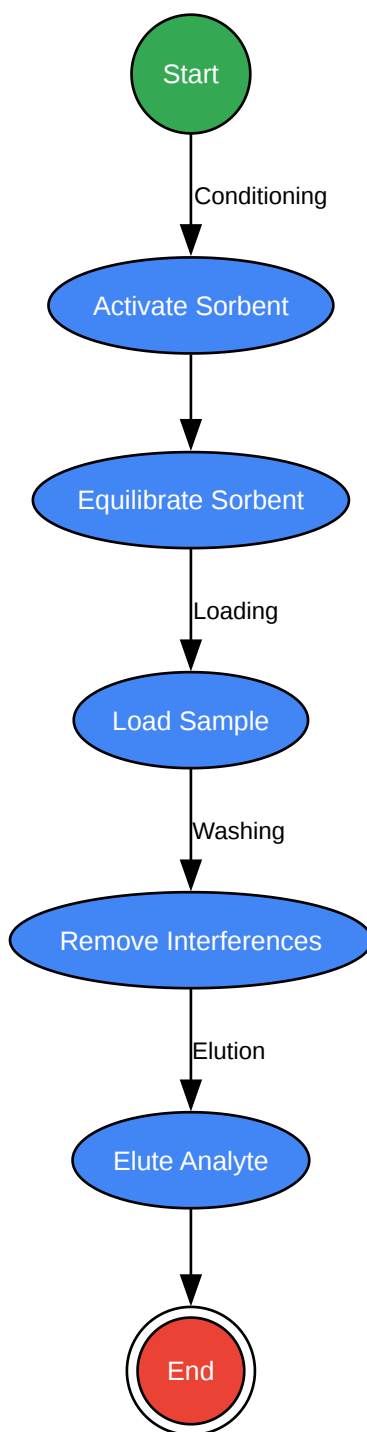 Start
Conditioning
Activate Sorbent
Equilibrate Sorbent
Loading
Load Sample
Washing
Remove Interferences
Elution
Elute Analyte
End